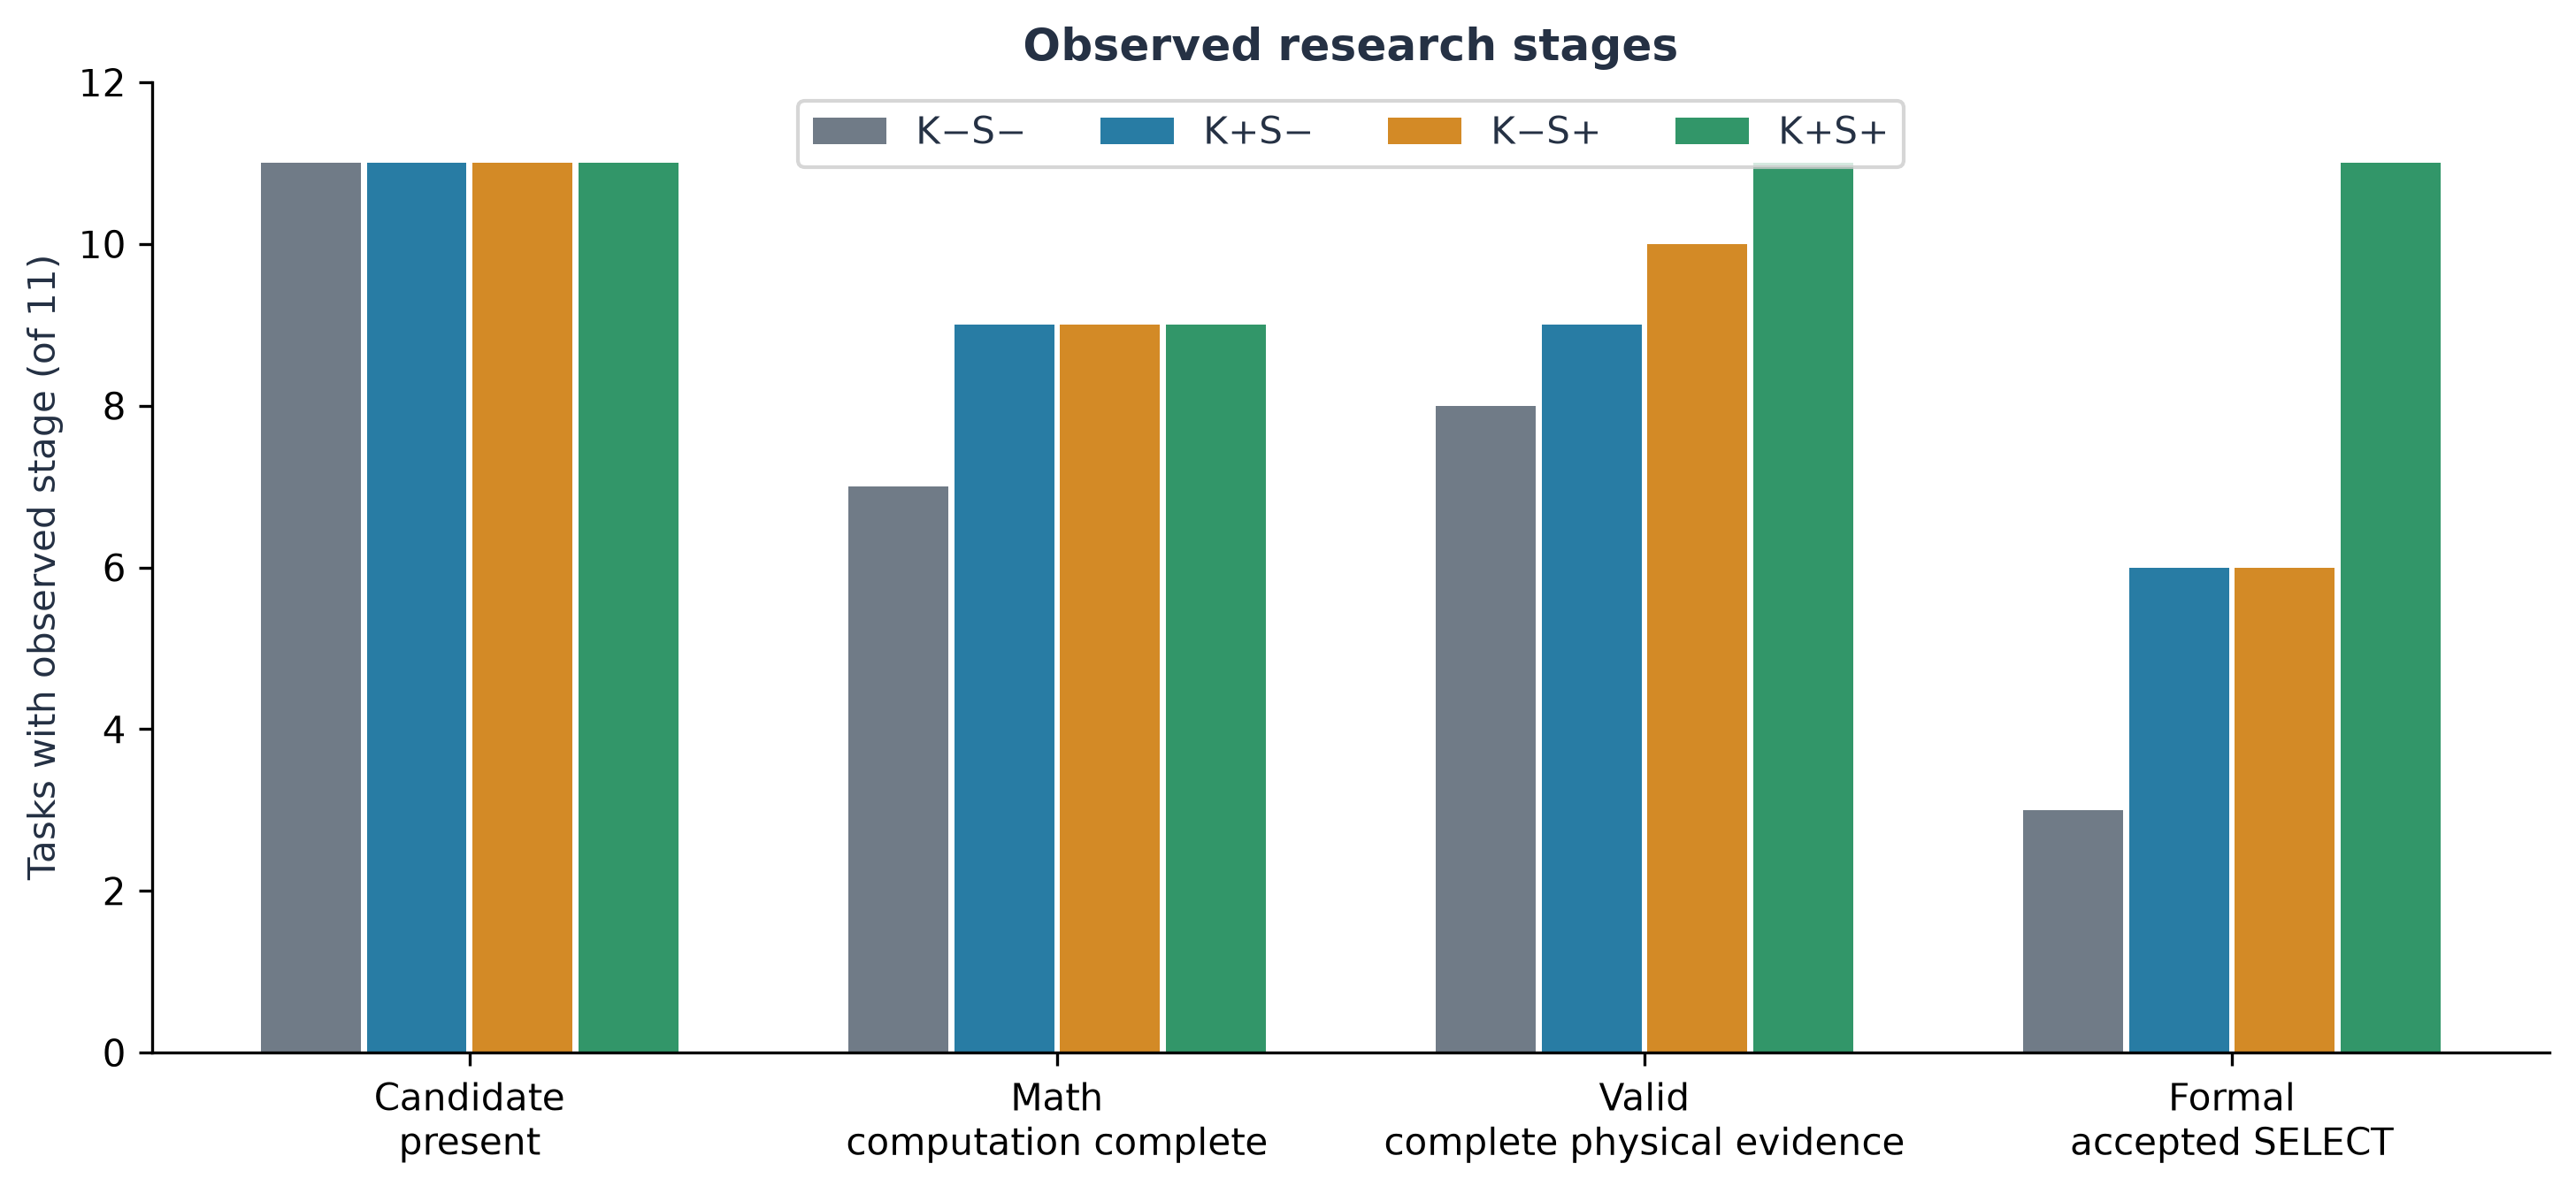 Observed research stages
K−S−
K+S−
K−S+
K+S+
Tasks with observed stage (of 11)
12
10
8
6
4
2
0
Candidate
present
Math
computation complete
Valid
complete physical evidence
Formal
accepted SELECT